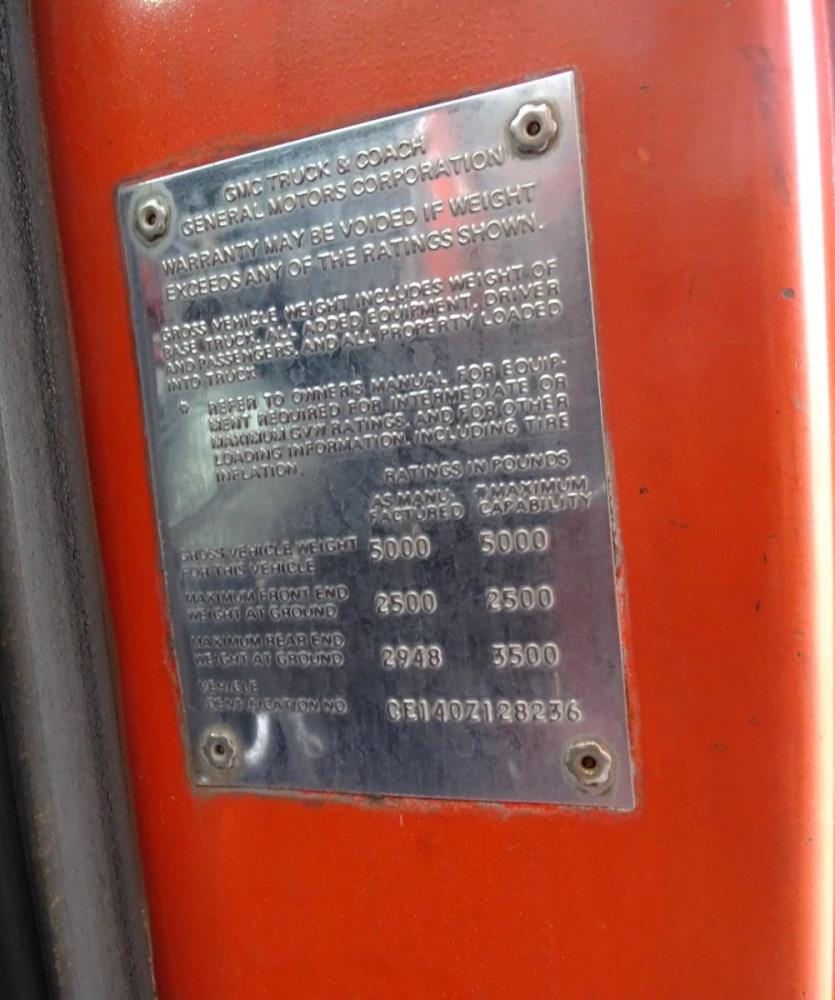 GMC TRUCK & COACH
GENERAL MOTORS CORPORATION
WARRANTY MAY BE VOIDED IF WEIGHT
EXCEEDS ANY OF THE RATINGS SHOWN.
GROSS VEHICLE WEIGHT INCLUDES WEIGHT OF
BASE TRUCK, ALL ADDED EQUIPMENT, DRIVER
AND PASSENGERS, AND ALL PROPERTY LOADED
INTO TRUCK
* REFER TO OWNER'S MANUAL FOR EQUIP-
MENT REQUIRED FOR INTERMEDIATE OR
MAXIMUM GVW RATINGS, AND FOR OTHER
LOADING INFORMATION, INCLUDING TIRE
INFLATION.
RATINGS IN POUNDS
AS MANU- *MAXIMUM
FACTURED CAPABILITY
GROSS VEHICLE WEIGHT 5000 5000
FOR THIS VEHICLE
MAXIMUM FRONT END 2500 2500
WEIGHT AT GROUND
MAXIMUM REAR END 2948 3500
WEIGHT AT GROUND
VEHICLE
IDENTIFICATION NO CE140Z128236